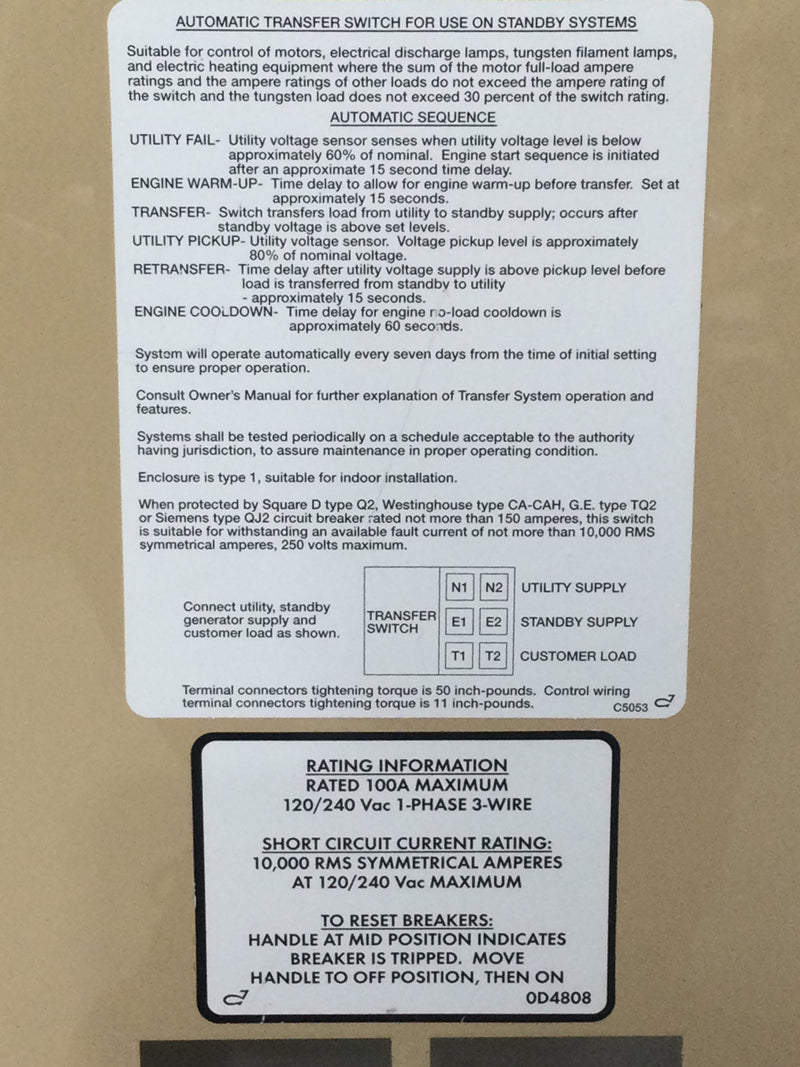 AUTOMATIC TRANSFER SWITCH FOR USE ON STANDBY SYSTEMS
Suitable for control of motors, electrical discharge lamps, tungsten filament lamps,
and electric heating equipment where the sum of the motor full-load ampere
ratings and the ampere ratings of other loads do not exceed the ampere rating of
the switch and the tungsten load does not exceed 30 percent of the switch rating.
AUTOMATIC SEQUENCE
UTILITY FAIL- Utility voltage sensor senses when utility voltage level is below
approximately 60% of nominal. Engine start sequence is initiated
after an approximate 15 second time delay.
ENGINE WARM-UP- Time delay to allow for engine warm-up before transfer. Set at
approximately 15 seconds.
TRANSFER- Switch transfers load from utility to standby supply; occurs after
standby voltage is above set levels.
UTILITY PICKUP- Utility voltage sensor. Voltage pickup level is approximately
80% of nominal voltage.
RETRANSFER- Time delay after utility voltage supply is above pickup level before
load is transferred from standby to utility
- approximately 15 seconds.
ENGINE COOLDOWN- Time delay for engine no-load cooldown is
approximately 60 seconds.
System will operate automatically every seven days from the time of initial setting
to ensure proper operation.
Consult Owner's Manual for further explanation of Transfer System operation and
features.
Systems shall be tested periodically on a schedule acceptable to the authority
having jurisdiction, to assure maintenance in proper operating condition.
Enclosure is type 1, suitable for indoor installation.
When protected by Square D type Q2, Westinghouse type CA-CAH, G.E. type TQ2
or Siemens type QJ2 circuit breaker rated not more than 150 amperes, this switch
is suitable for withstanding an available fault current of not more than 10,000 RMS
symmetrical amperes, 250 volts maximum.
Connect utility, standby
generator supply and
customer load as shown.
TRANSFER
SWITCH
N1 N2 UTILITY SUPPLY
E1 E2 STANDBY SUPPLY
T1 T2 CUSTOMER LOAD
Terminal connectors tightening torque is 50 inch-pounds. Control wiring
terminal connectors tightening torque is 11 inch-pounds.
C5053
RATING INFORMATION
RATED 100A MAXIMUM
120/240 Vac 1-PHASE 3-WIRE
SHORT CIRCUIT CURRENT RATING:
10,000 RMS SYMMETRICAL AMPERES
AT 120/240 Vac MAXIMUM
TO RESET BREAKERS:
HANDLE AT MID POSITION INDICATES
BREAKER IS TRIPPED. MOVE
HANDLE TO OFF POSITION, THEN ON
0D4808